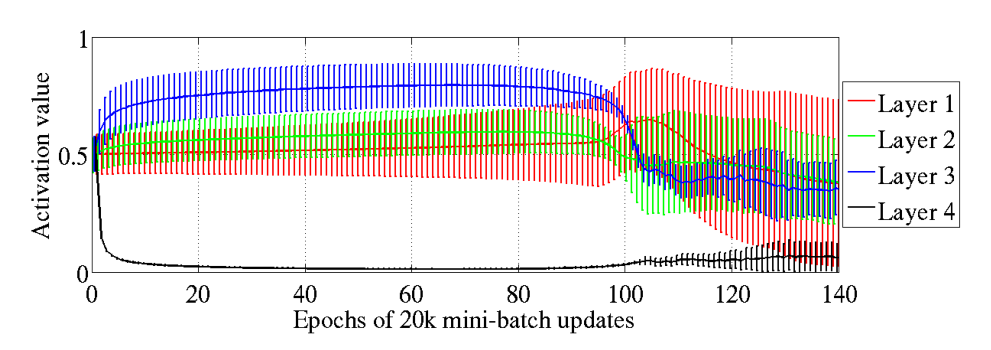 1
0.5
0
Activation value
0 20 40 60 80 100 120 140
Epochs of 20k mini-batch updates
Layer 1
Layer 2
Layer 3
Layer 4